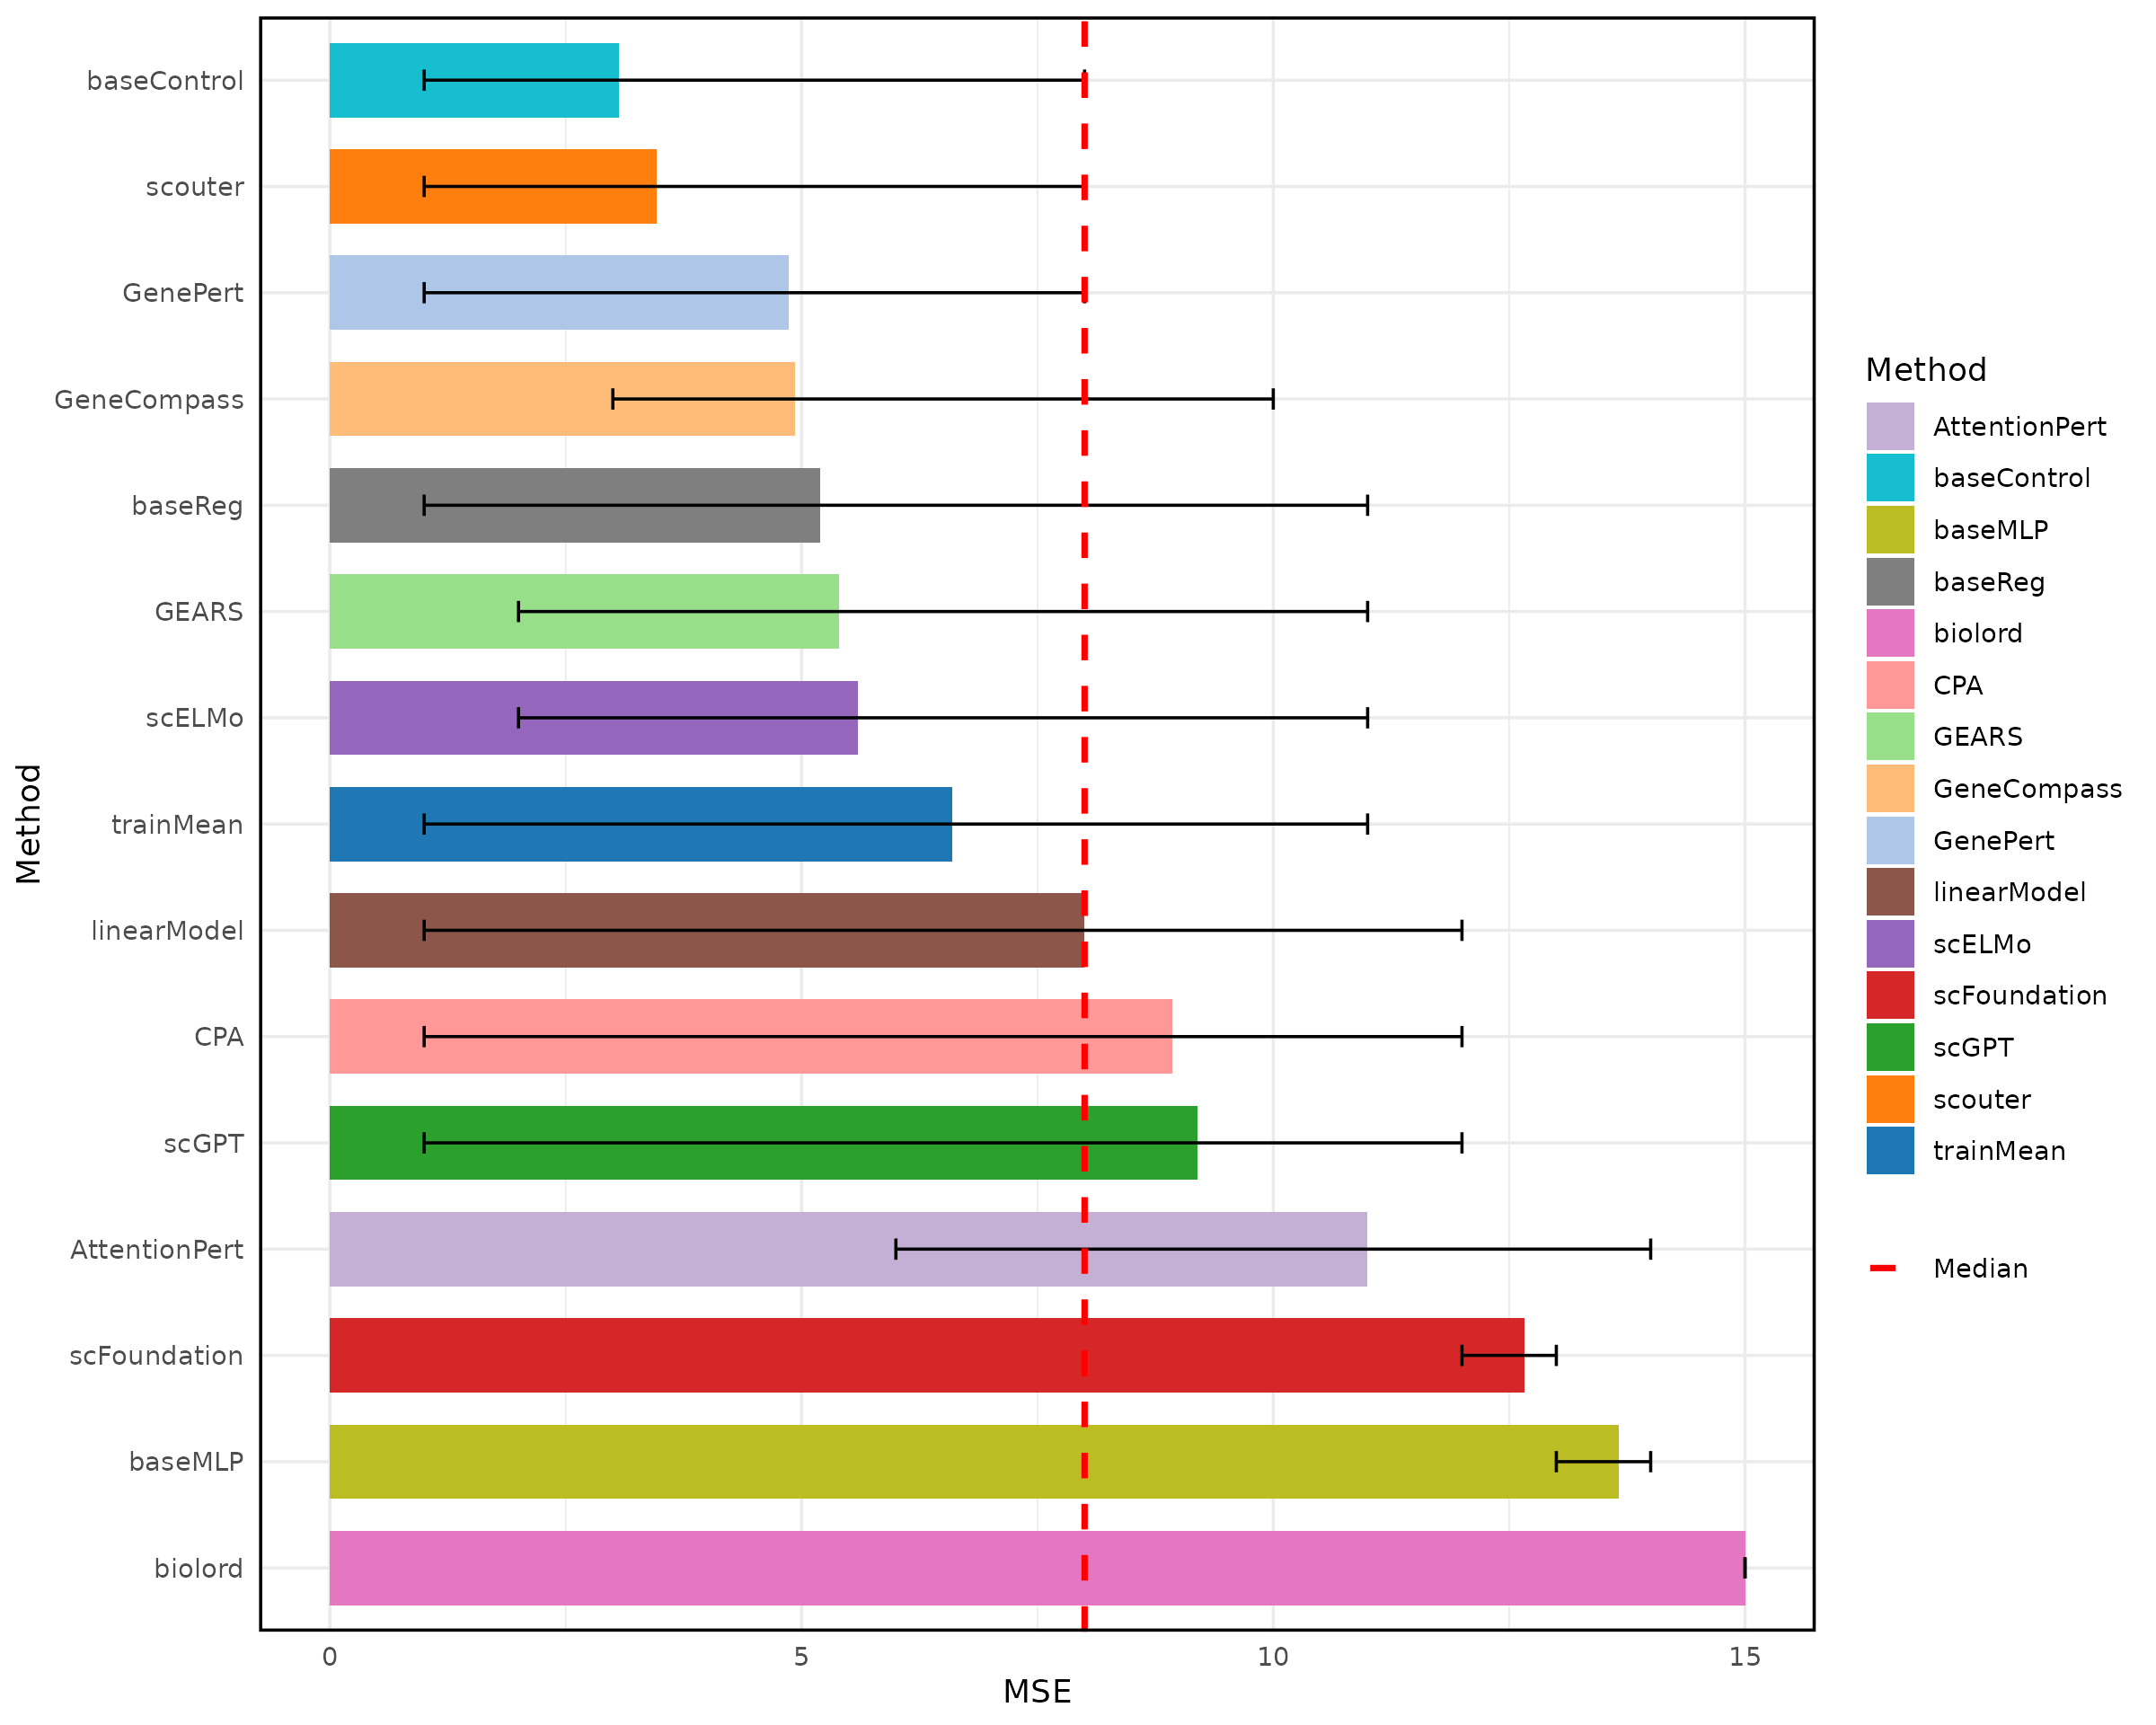 Method
baseControl
scouter
GenePert
GeneCompass
baseReg
GEARS
scELMo
trainMean
linearModel
CPA
scGPT
AttentionPert
scFoundation
baseMLP
biolord
0 5 10 15
MSE
Method
AttentionPert
baseControl
baseMLP
baseReg
biolord
CPA
GEARS
GeneCompass
GenePert
linearModel
scELMo
scFoundation
scGPT
scouter
trainMean
Median